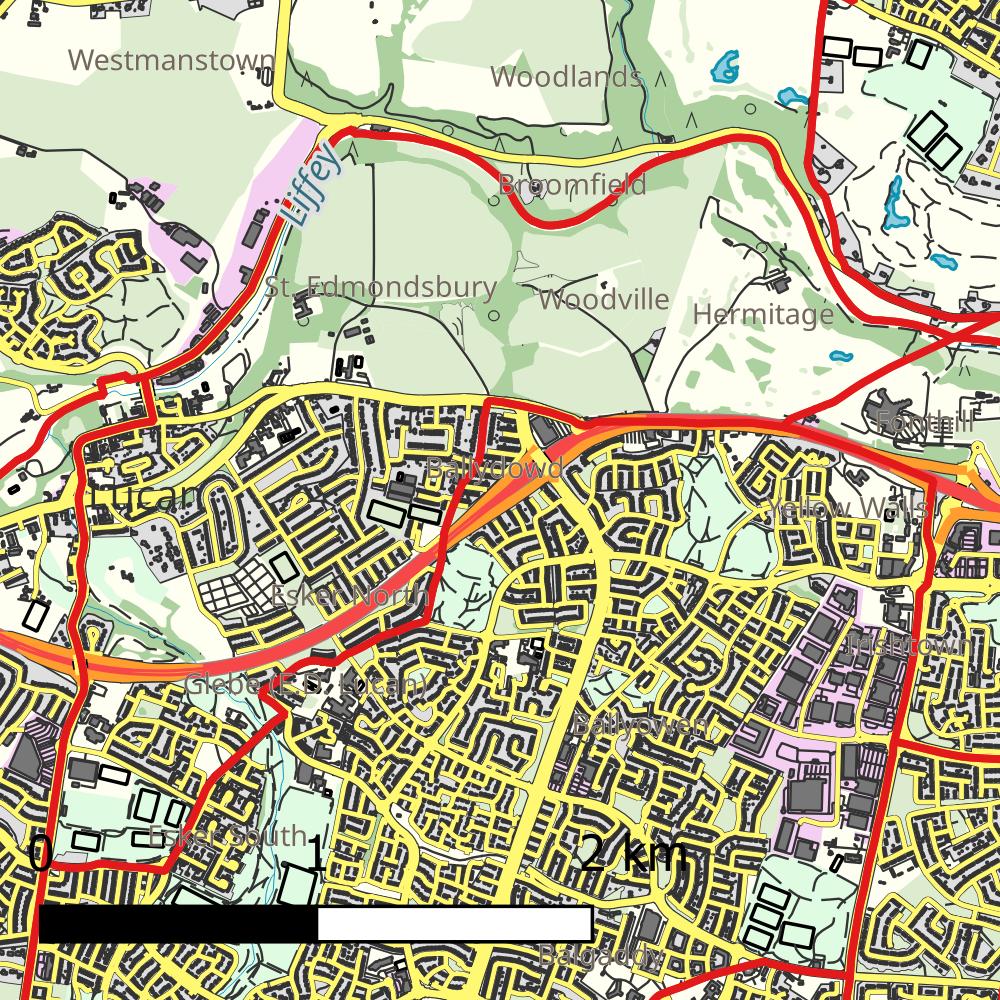 Westmanstown
Woodlands
Liffey
Broomfield
St. Edmondsbury
Woodville
Hermitage
Fonthill
Ballydowd
Lucan
Yellow Walls
Esker North
Irishtown
Glebe (E.D. Lucan)
Ballyowen
Esker South
0 1 2 km
Balgaddy